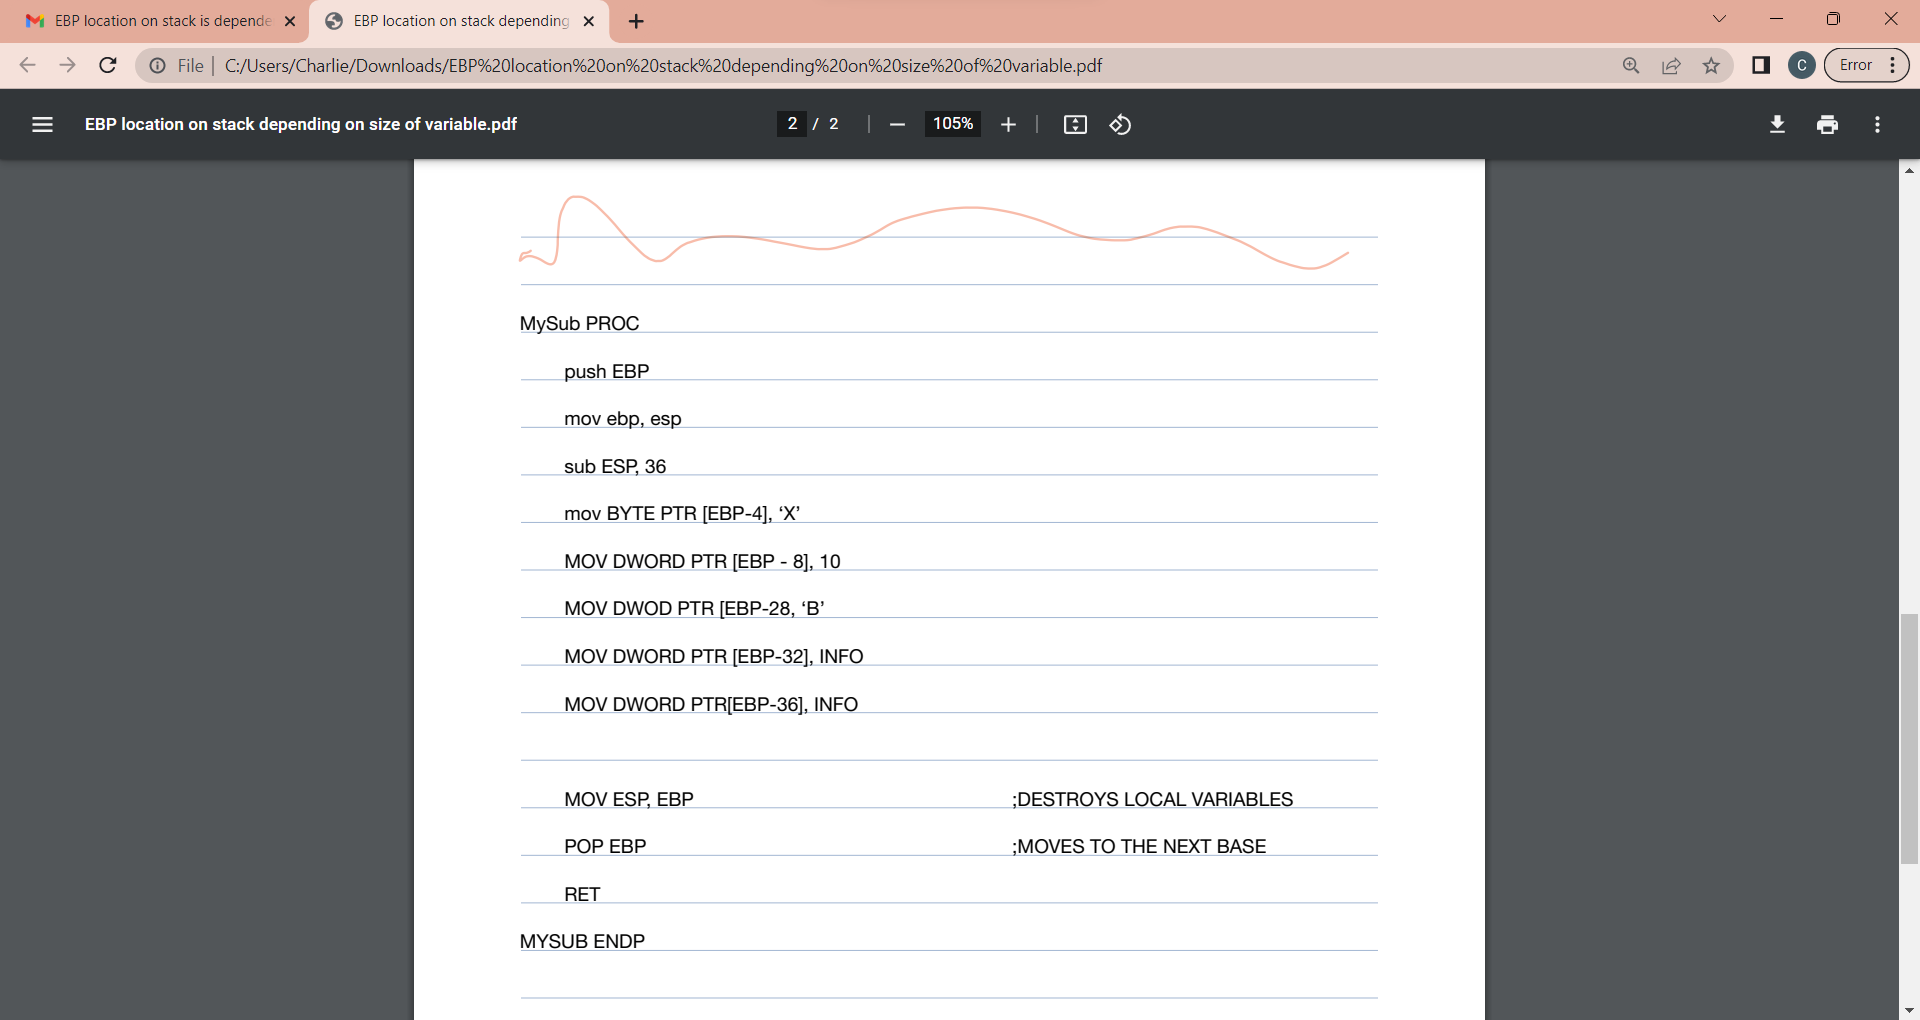 EBP location on stack is depende
EBP location on stack depending
File
C:/Users/Charlie/Downloads/EBP%20location%20on%20stack%20depending%20on%20size%20of%20variable.pdf
C
Error
EBP location on stack depending on size of variable.pdf
2 / 2
105%
MySub PROC
push EBP
mov ebp, esp
sub ESP, 36
mov BYTE PTR [EBP-4], ‘X’
MOV DWORD PTR [EBP - 8], 10
MOV DWOD PTR [EBP-28, ‘B’
MOV DWORD PTR [EBP-32], INFO
MOV DWORD PTR[EBP-36], INFO
MOV ESP, EBP ;DESTROYS LOCAL VARIABLES
POP EBP ;MOVES TO THE NEXT BASE
RET
MYSUB ENDP